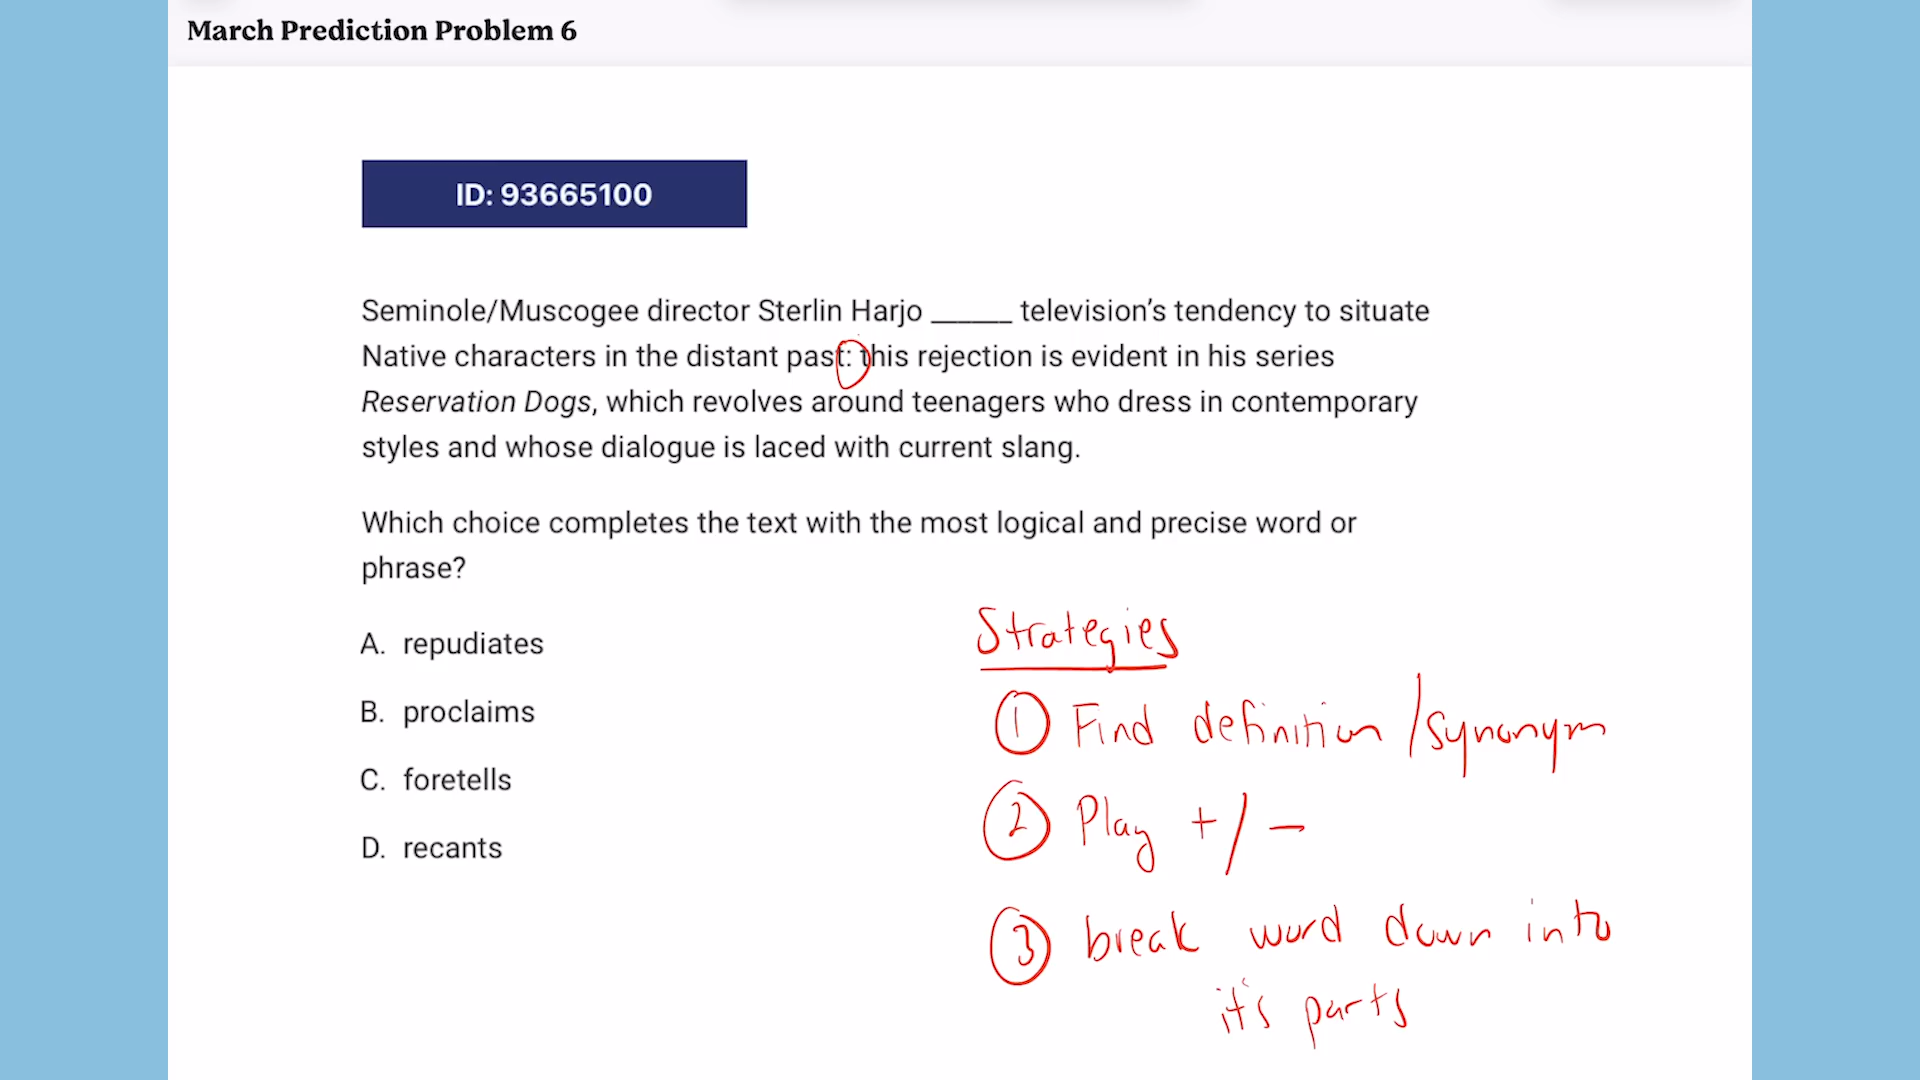 March Prediction Problem 6
ID: 93665100
Seminole/Muscogee director Sterlin Harjo ______ television’s tendency to situate
Native characters in the distant past: this rejection is evident in his series
Reservation Dogs, which revolves around teenagers who dress in contemporary
styles and whose dialogue is laced with current slang.
Which choice completes the text with the most logical and precise word or
phrase?
A. repudiates
B. proclaims
C. foretells
D. recants
Strategies
1 Find definition/synonym
2 Play +/-
3 break word down into
it's parts